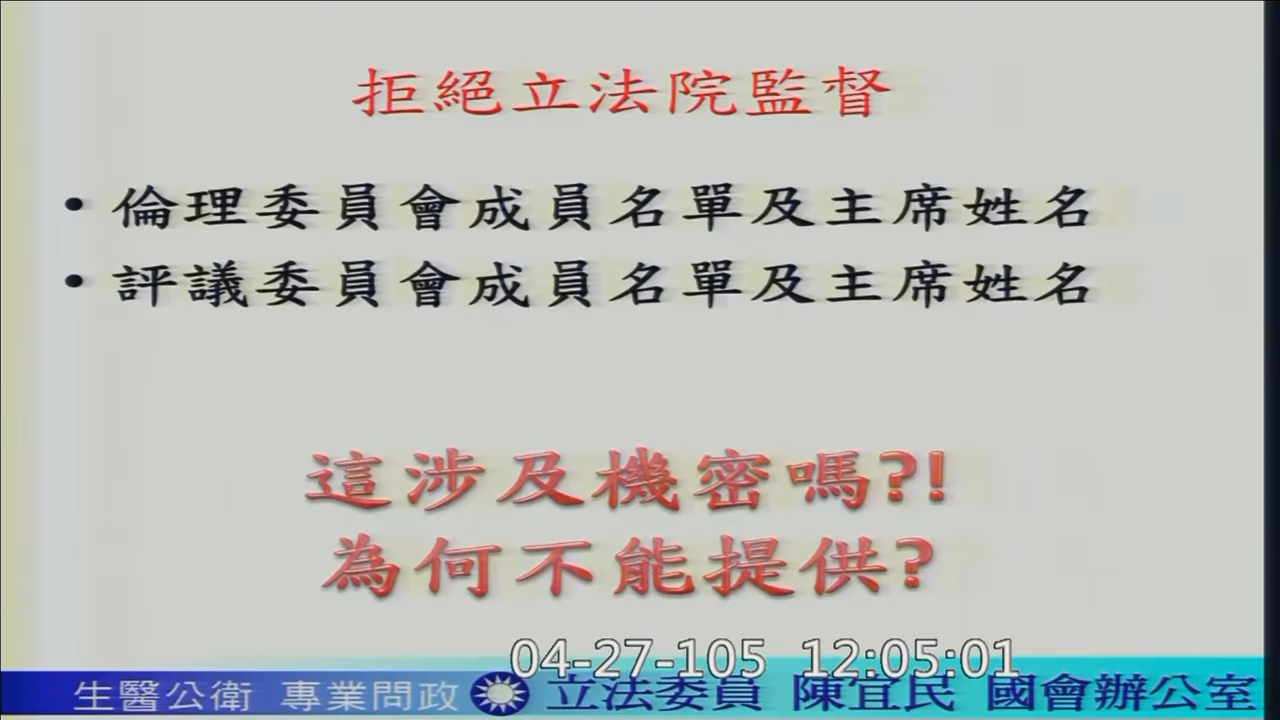 拒絕立法院監督
• 倫理委員會成員名單及主席姓名
• 評議委員會成員名單及主席姓名
這涉及機密嗎?!
為何不能提供?
04-27-105 12:05:01
生醫公衛 專業問政 立法委員 陳宜民 國會辦公室